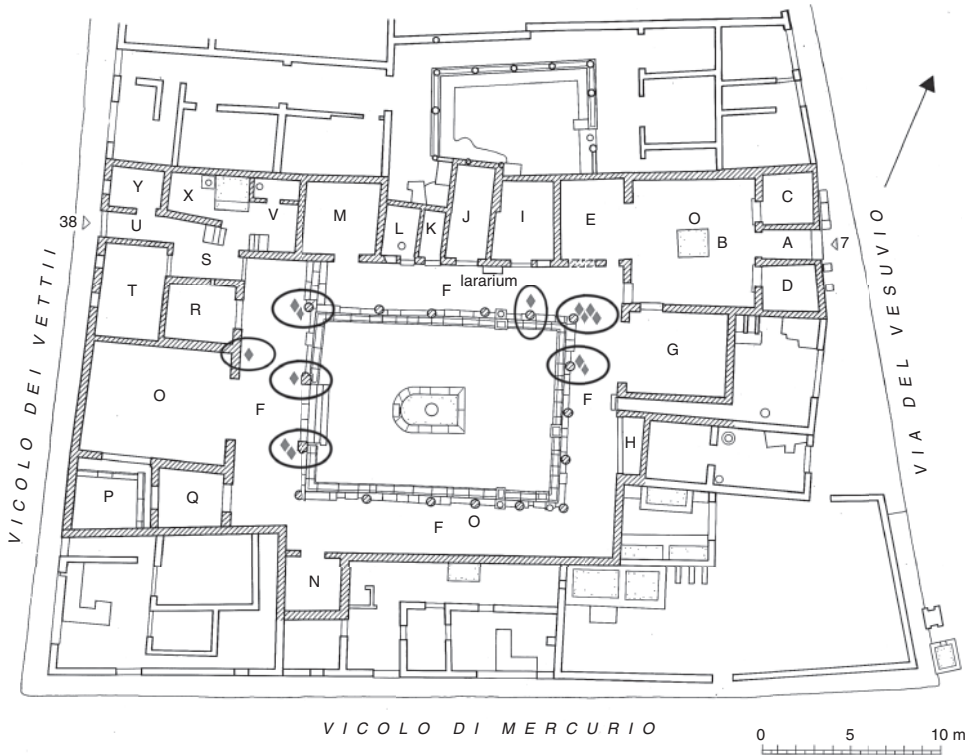 Y
X
V
M
L
K
J
I
E
O
B
C
A
D
38
7
U
S
T
R
F
lararium
G
O
F
F
H
P
Q
F
O
N
VICOLO DEI VETTII
VIA DEL VESUVIO
VICOLO DI MERCURIO
0 5 10 m